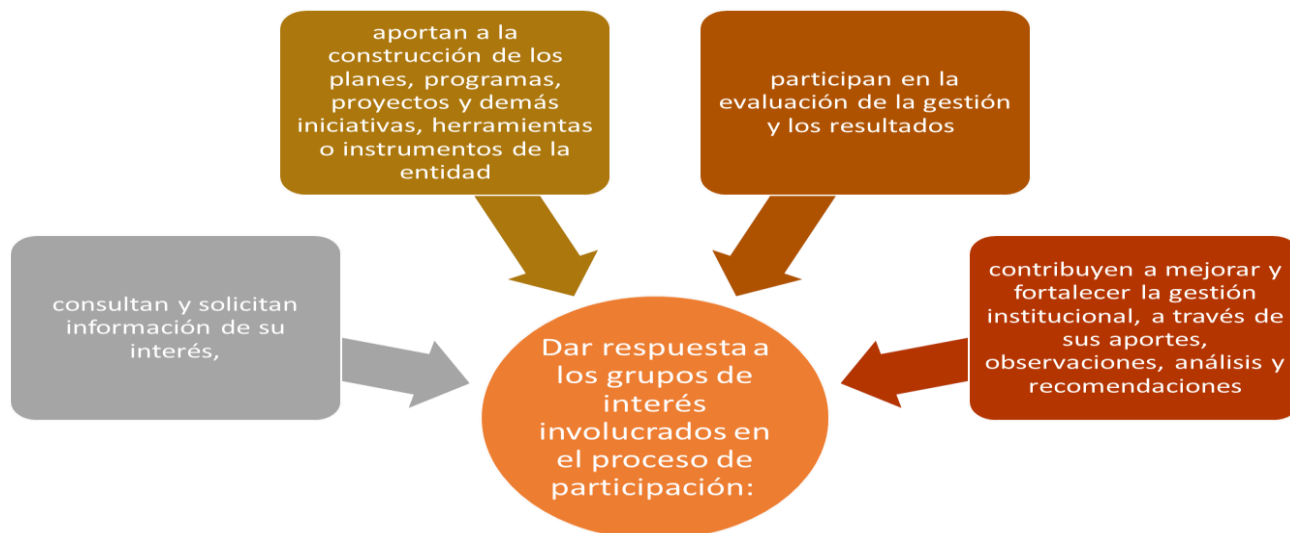 aportan a la
construcción de los
planes, programas,
proyectos y demás
iniciativas, herramientas
o instrumentos de la
entidad
participan en la
evaluación de la gestión
y los resultados
consultan y solicitan
información de su
interés,
contribuyen a mejorar y
fortalecer la gestión
institucional, a través de
sus aportes,
observaciones, análisis y
recomendaciones
Dar respuesta a
los grupos de
interés
involucrados en
el proceso de
participación: